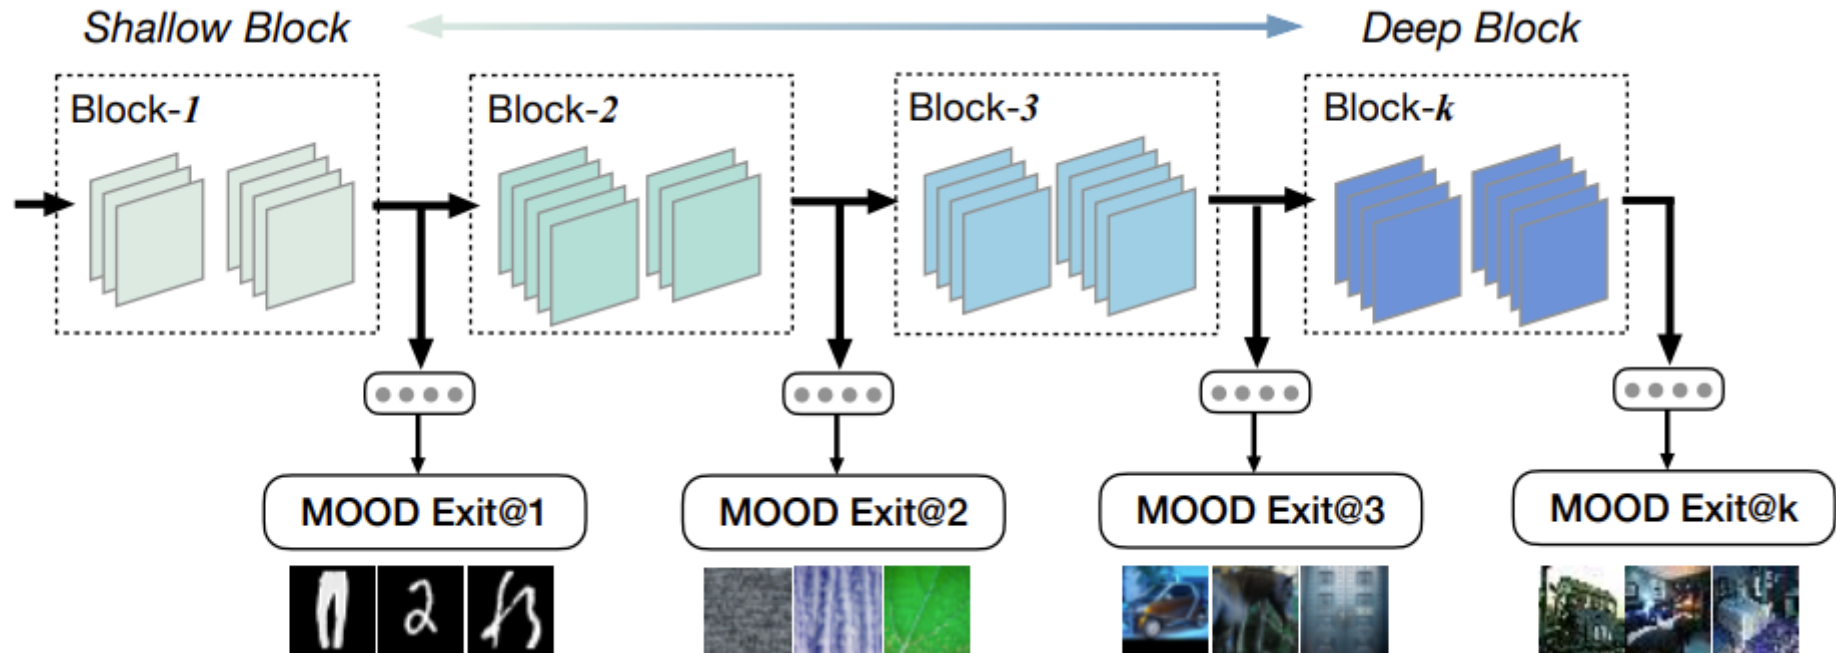 Shallow Block
Deep Block
Block-1
Block-2
Block-3
Block-k
MOOD Exit@1
MOOD Exit@2
MOOD Exit@3
MOOD Exit@k
2